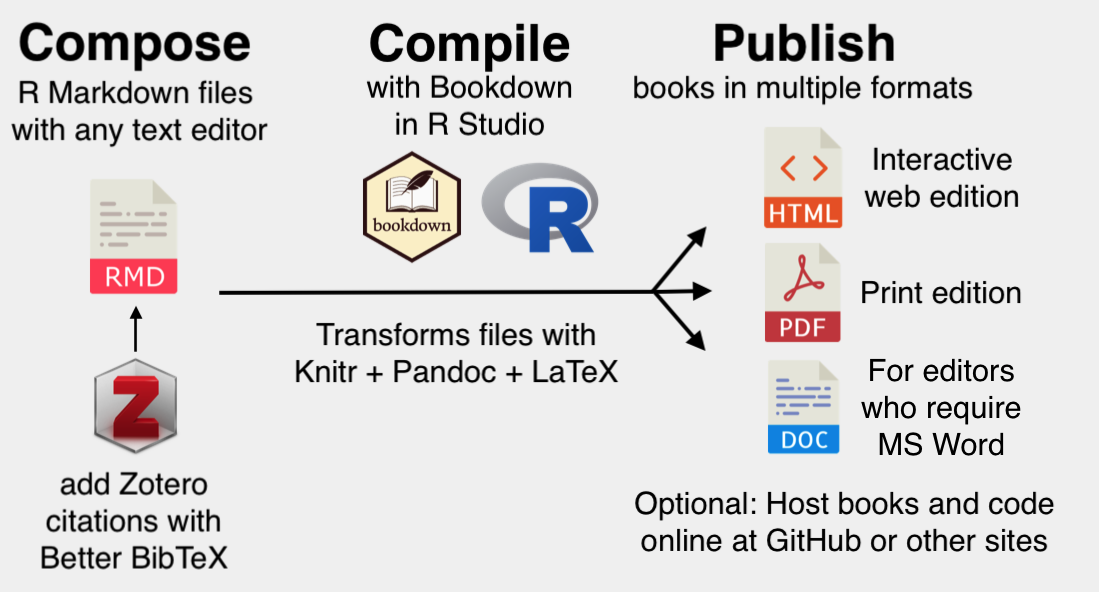 Compose
R Markdown files
with any text editor
RMD
add Zotero
citations with
Better BibTeX
Compile
with Bookdown
in R Studio
bookdown
R
Transforms files with
Knitr + Pandoc + LaTeX
Publish
books in multiple formats
HTML
Interactive
web edition
PDF
Print edition
DOC
For editors
who require
MS Word
Optional: Host books and code
online at GitHub or other sites
Z